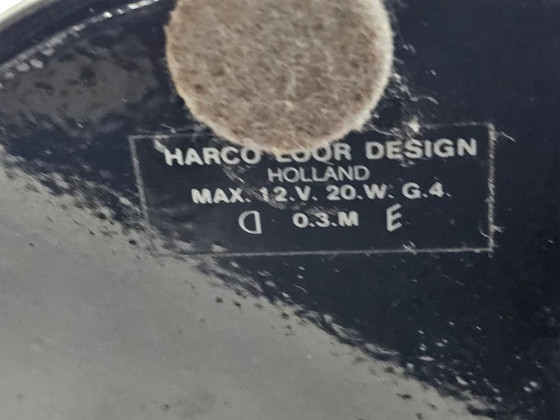 HARCO LOOR DESIGN
HOLLAND
MAX. 12.V. 20.W. G.4.
D 0.3.M E